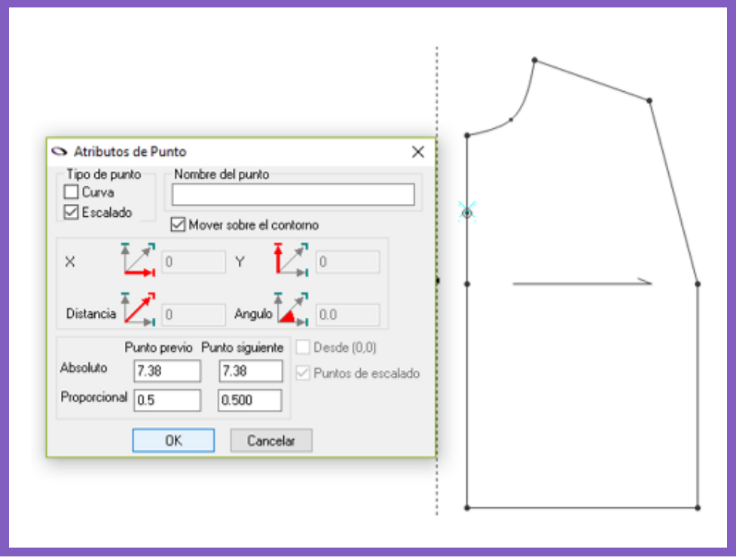 Atributos de Punto
Tipo de punto Nombre del punto
Curva
Escalado
Mover sobre el contorno
X 0 Y 0
Distancia 0 Angulo 0.0
Punto previo Punto siguiente Desde (0,0)
Absoluto 7.38 7.38 Puntos de escalado
Proporcional 0.5 0.500
OK Cancelar